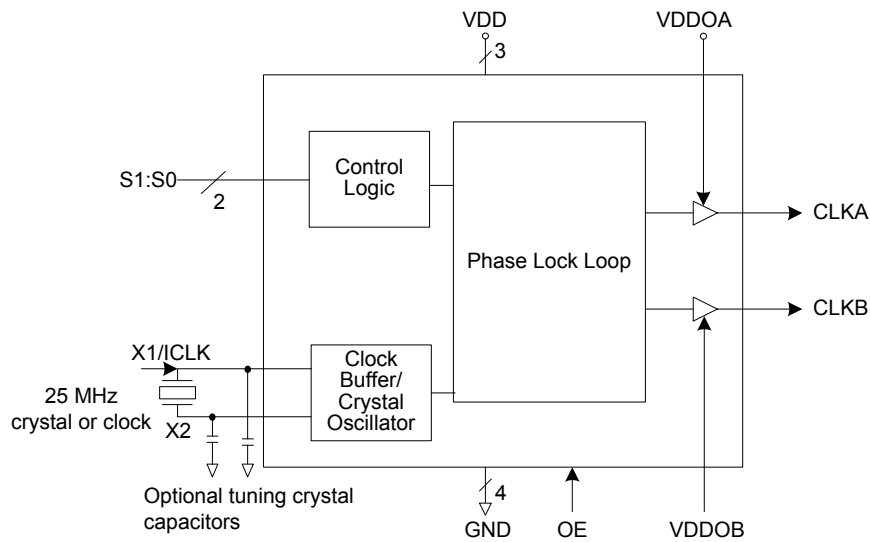 VDD
VDDOA
3
S1:S0
2
Control
Logic
Phase Lock Loop
CLKA
CLKB
X1/ICLK
25 MHz
crystal or clock
X2
Clock
Buffer/
Crystal
Oscillator
Optional tuning crystal
capacitors
4
GND
OE
VDDOB